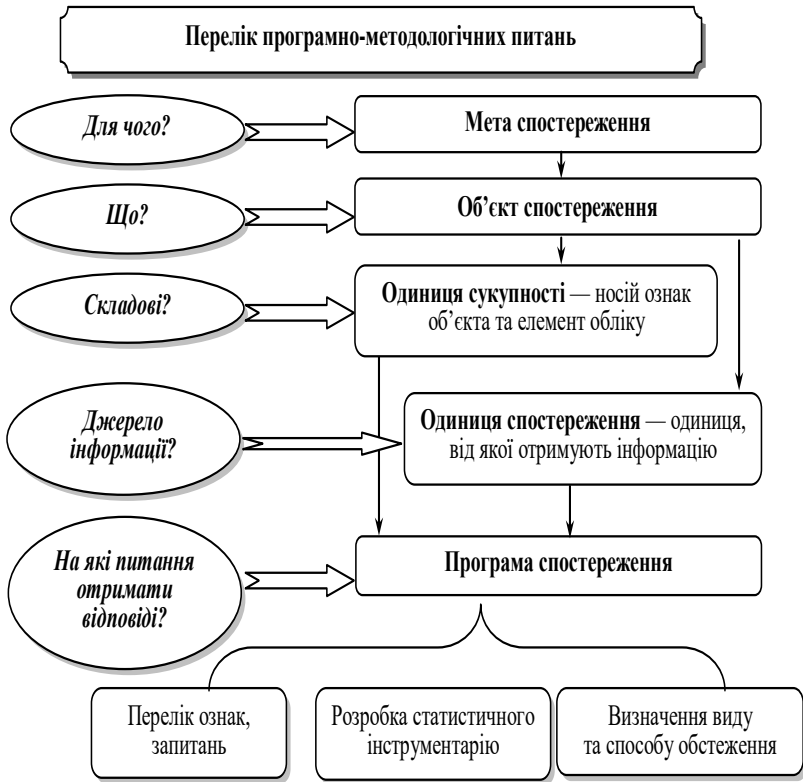 Перелік програмно-методологічних питань
Для чого?
Мета спостереження
Що?
Об’єкт спостереження
Складові?
Одиниця сукупності — носій ознак
об’єкта та елемент обліку
Джерело
інформації?
Одиниця спостереження — одиниця,
від якої отримують інформацію
На які питання
отримати
відповіді?
Програма спостереження
Перелік ознак,
запитань
Розробка статистичного
інструментарію
Визначення виду
та способу обстеження